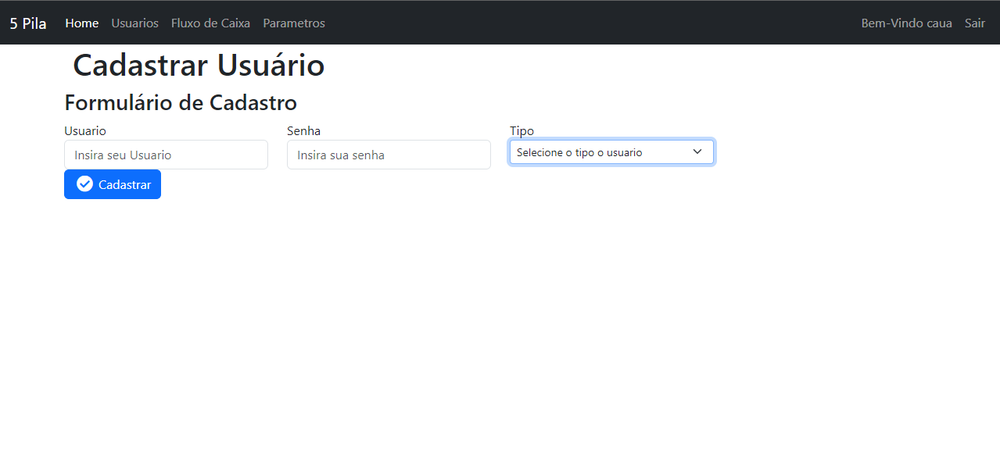 5 Pila Home Usuarios Fluxo de Caixa Parametros Bem-Vindo caua Sair
Cadastrar Usuário
Formulário de Cadastro
Usuario Senha Tipo
Insira seu Usuario Insira sua senha Selecione o tipo o usuario
Cadastrar